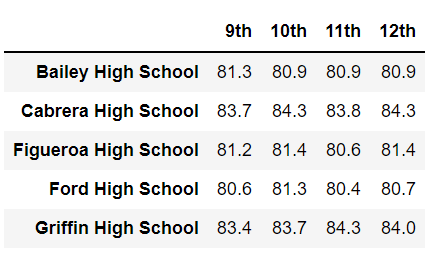 9th 10th 11th 12th
Bailey High School 81.3 80.9 80.9 80.9
Cabrera High School 83.7 84.3 83.8 84.3
Figueroa High School 81.2 81.4 80.6 81.4
Ford High School 80.6 81.3 80.4 80.7
Griffin High School 83.4 83.7 84.3 84.0